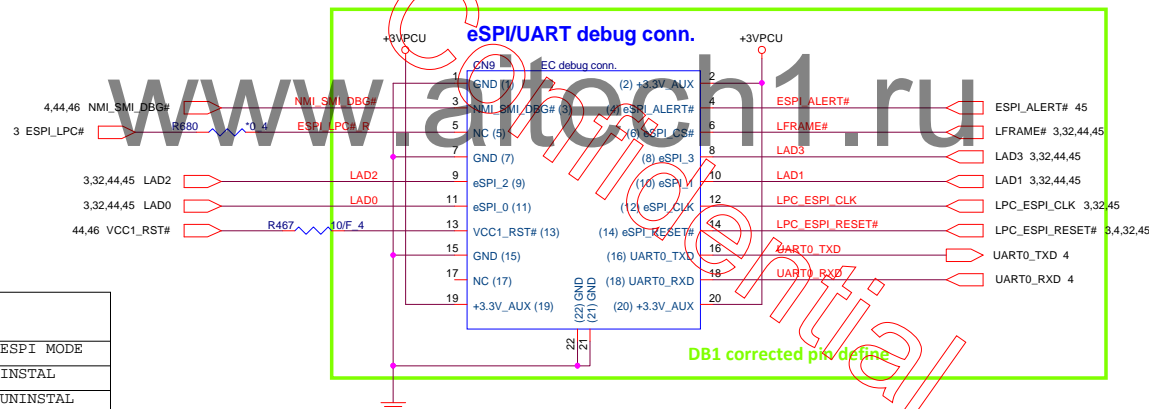 eSPI/UART debug conn.
+3VPCU
+3VPCU
CN9 EC debug conn.
www.aitech1.ru
Confidential
1 GND (1) (2) +3.3V_AUX 2
4,44,46 NMI_SMI_DBG# NMI_SMI_DBG# 3 NMI_SMI_DBG# (3) (4) eSPI_ALERT# 4 ESPI_ALERT# ESPI_ALERT# 45
3 ESPI_LPC# R680 *0_4 ESPI_LPC#_R 5 NC (5) (6) eSPI_CS# 6 LFRAME# LFRAME# 3,32,44,45
7 GND (7) (8) eSPI_3 8 LAD3 LAD3 3,32,44,45
3,32,44,45 LAD2 LAD2 9 eSPI_2 (9) (10) eSPI_1 10 LAD1 LAD1 3,32,44,45
3,32,44,45 LAD0 LAD0 11 eSPI_0 (11) (12) eSPI_CLK 12 LPC_ESPI_CLK LPC_ESPI_CLK 3,32,45
44,46 VCC1_RST# R467 10/F_4 13 VCC1_RST# (13) (14) eSPI_RESET# 14 LPC_ESPI_RESET# LPC_ESPI_RESET# 3,4,32,45
15 GND (15) (16) UART0_TXD 16 UART0_TXD UART0_TXD 4
17 NC (17) (18) UART0_RXD 18 UART0_RXD UART0_RXD 4
19 +3.3V_AUX (19) (20) +3.3V_AUX 20
(22) GND
(21) GND
22
21
DB1 corrected pin define
ESPI MODE
INSTAL
UNINSTAL